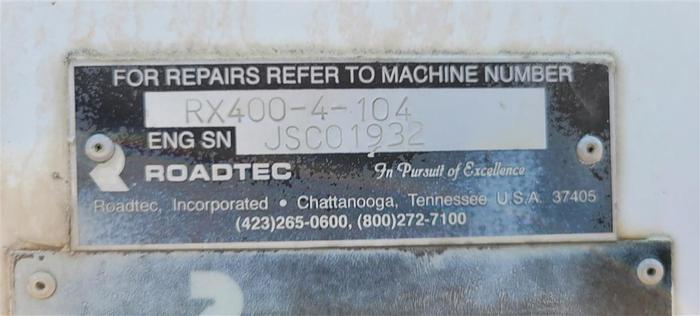 FOR REPAIRS REFER TO MACHINE NUMBER
RX400-4-104
ENG SN JSC01932
ROADTEC In Pursuit of Excellence
Roadtec, Incorporated • Chattanooga, Tennessee U.S.A. 37405
(423)265-0600, (800)272-7100